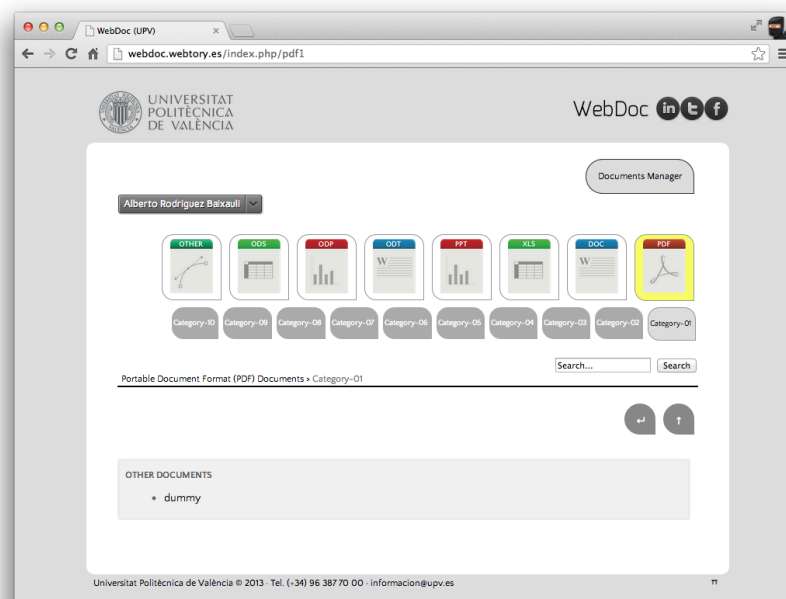 WebDoc (UPV)
webdoc.webtory.es/index.php/pdf1
UNIVERSITAT
POLITÈCNICA
DE VALÈNCIA
WebDoc in t f
Documents Manager
Alberto Rodríguez Baixauli
OTHER ODS ODP ODT PPT XLS DOC PDF
W W
Category-10 Category-09 Category-08 Category-07 Category-06 Category-05 Category-04 Category-03 Category-02 Category-01
Search... Search
Portable Document Format (PDF) Documents › Category-01
OTHER DOCUMENTS
dummy
Universitat Politècnica de València © 2013 · Tel. (+34) 96 387 70 00 · informacion@upv.es